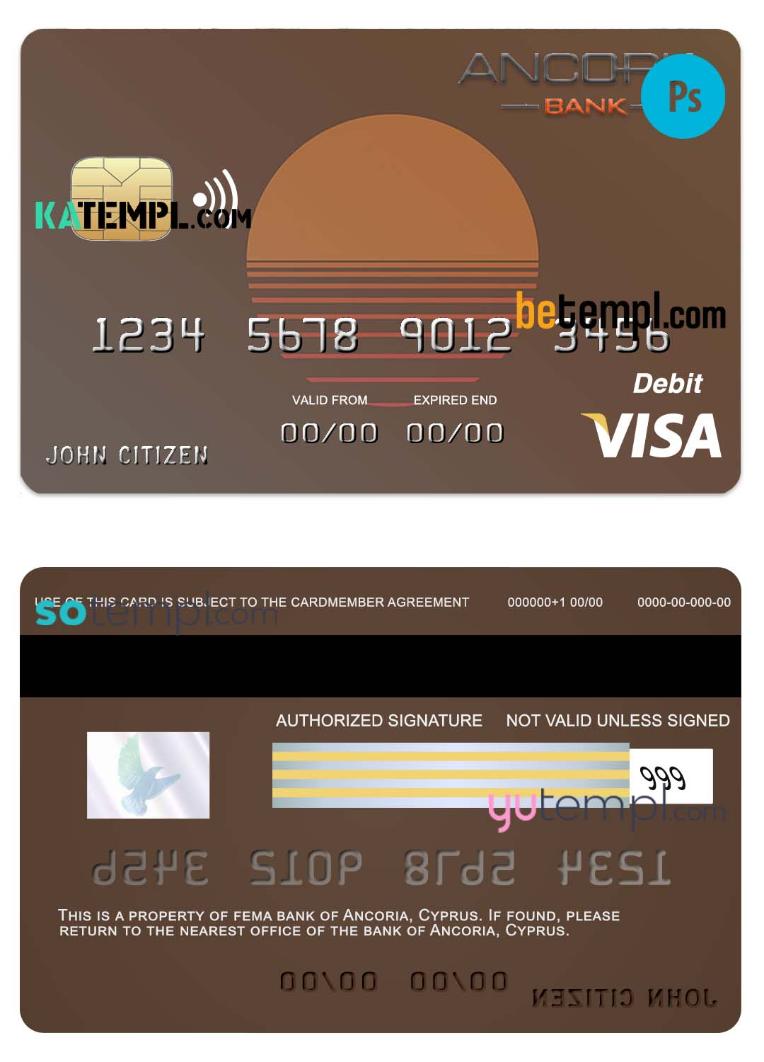 ANCORIA
BANK
Ps
KATEMPL.COM
betempl.com
1234 5678 9012 3456
Debit
VALID FROM EXPIRED END
00/00 00/00
VISA
JOHN CITIZEN
USE OF THIS CARD IS SUBJECT TO THE CARDMEMBER AGREEMENT 000000+1 00/00 0000-00-000-00
sotempl.com
AUTHORIZED SIGNATURE NOT VALID UNLESS SIGNED
999
yutempl.com
1234 5678 9012 3456
THIS IS A PROPERTY OF FEMA BANK OF ANCORIA, CYPRUS. IF FOUND, PLEASE
RETURN TO THE NEAREST OFFICE OF THE BANK OF ANCORIA, CYPRUS.
00/00 00/00
JOHN CITIZEN